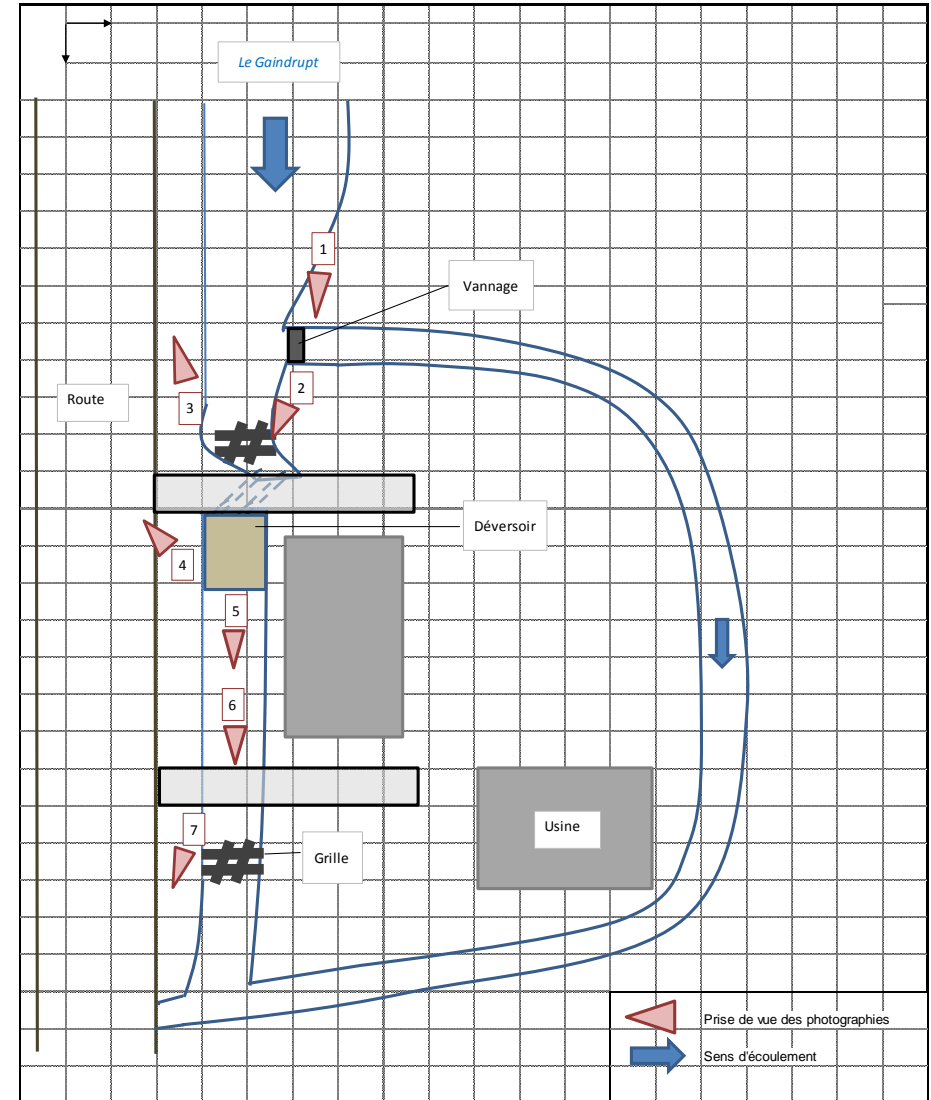 Le Gaindrupt
1
Vannage
2
Route
3
Déversoir
4
5
6
Usine
7
Grille
Prise de vue des photographies
Sens d'écoulement